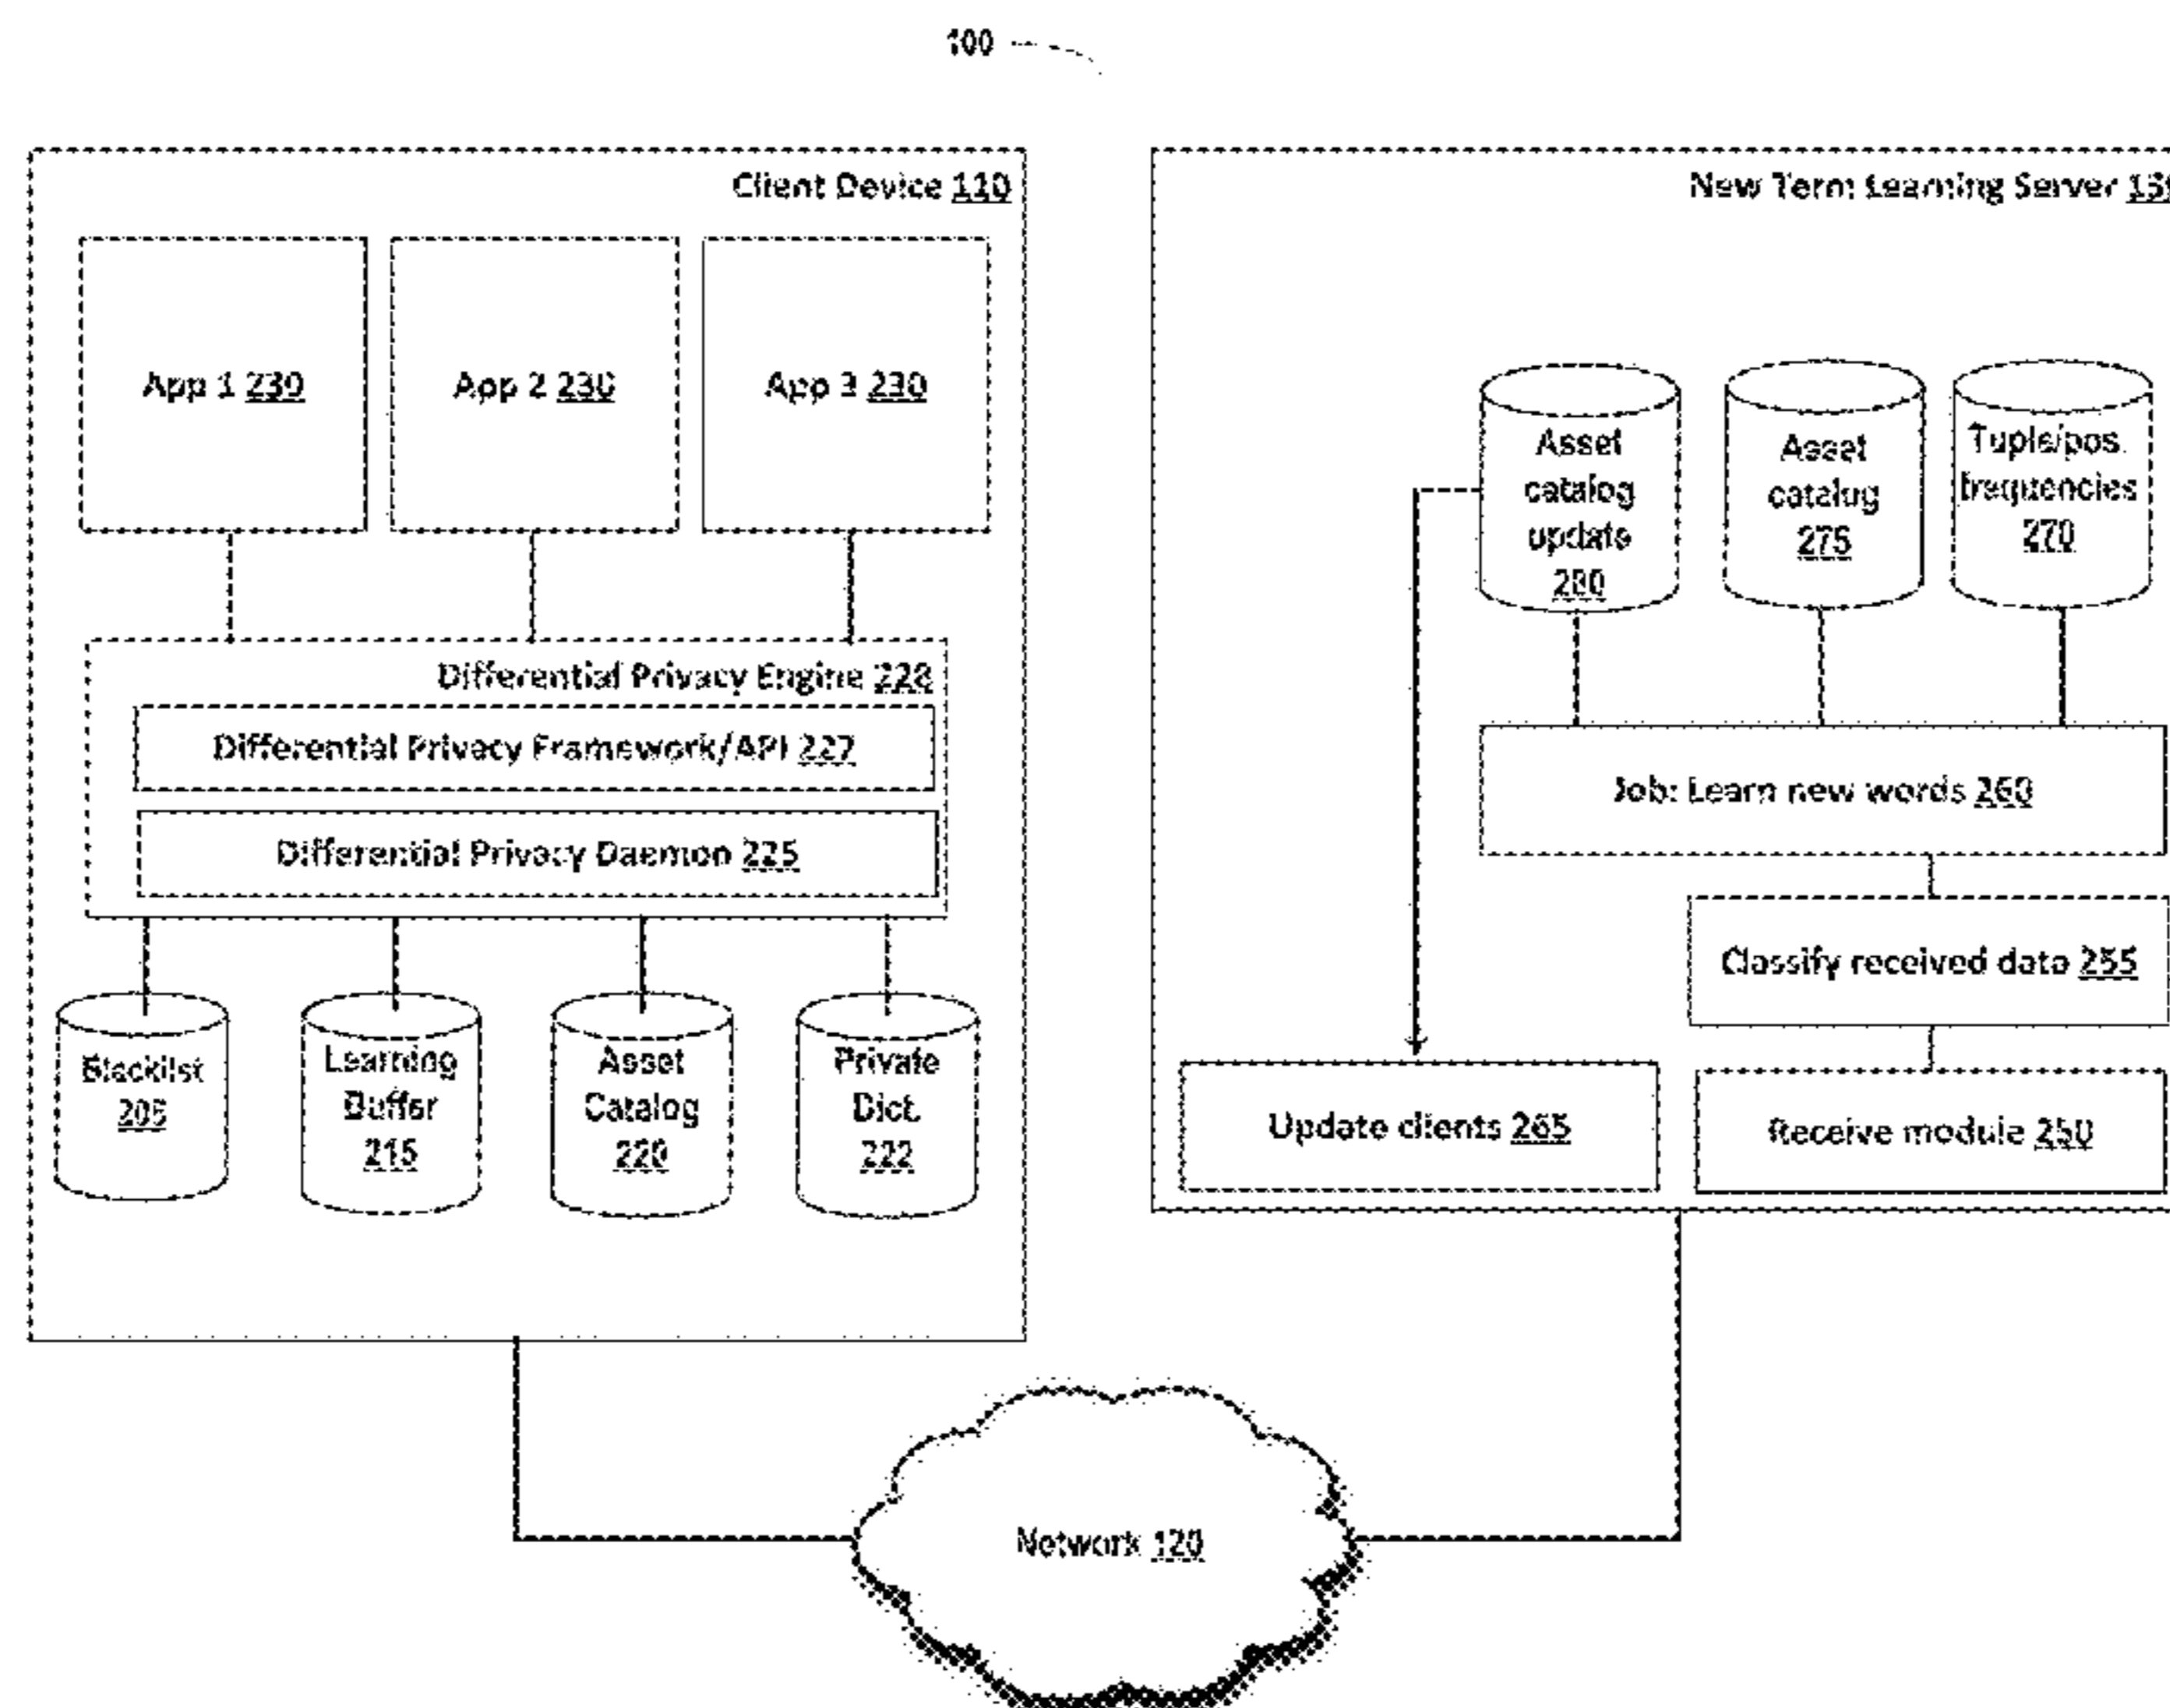 100
Client Device 110
App 1 230
App 2 230
App 3 230
Differential Privacy Engine 228
Differential Privacy Framework/API 227
Differential Privacy Daemon 225
Blacklist
205
Learning
Buffer
215
Asset
Catalog
220
Private
Dict.
222
New Term Learning Server
Asset
catalog
update
280
Asset
catalog
275
Tuple/pos.
frequencies
270
Job: Learn new words 260
Classify received data 255
Update clients 265
Receive module 250
Network 120